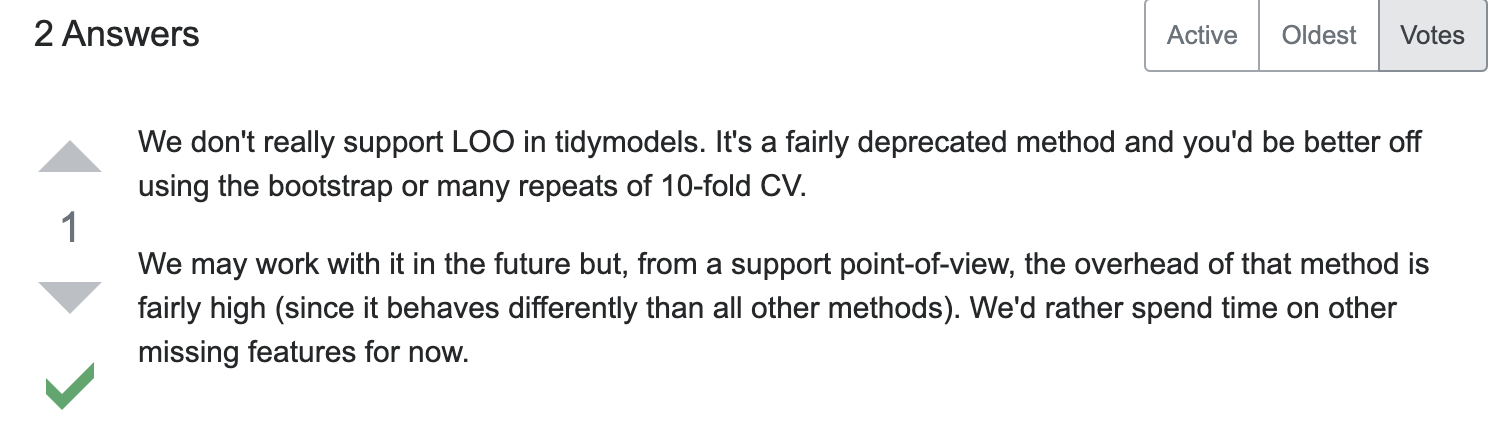 2 Answers
Active Oldest Votes
We don't really support LOO in tidymodels. It's a fairly deprecated method and you'd be better off
using the bootstrap or many repeats of 10-fold CV.
1
We may work with it in the future but, from a support point-of-view, the overhead of that method is
fairly high (since it behaves differently than all other methods). We'd rather spend time on other
missing features for now.